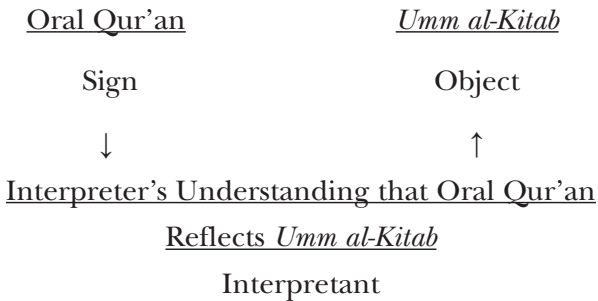 Oral Qur’an Umm al-Kitab
Sign Object
↓ ↑
Interpreter’s Understanding that Oral Qur’an
Reflects Umm al-Kitab
Interpretant